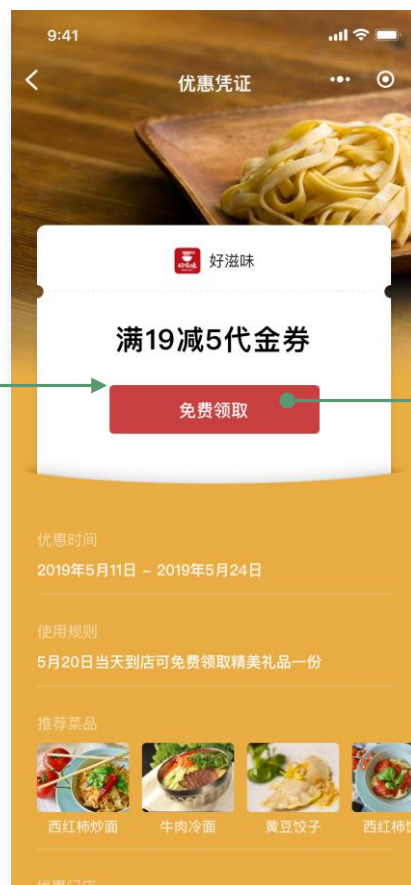 9:41
优惠凭证
好滋味
满19减5代金券
免费领取
优惠时间
2019年5月11日 – 2019年5月24日
使用规则
5月20日当天到店可免费领取精美礼品一份
推荐菜品
西红柿炒面
牛肉冷面
黄豆饺子
西红柿
优惠门店